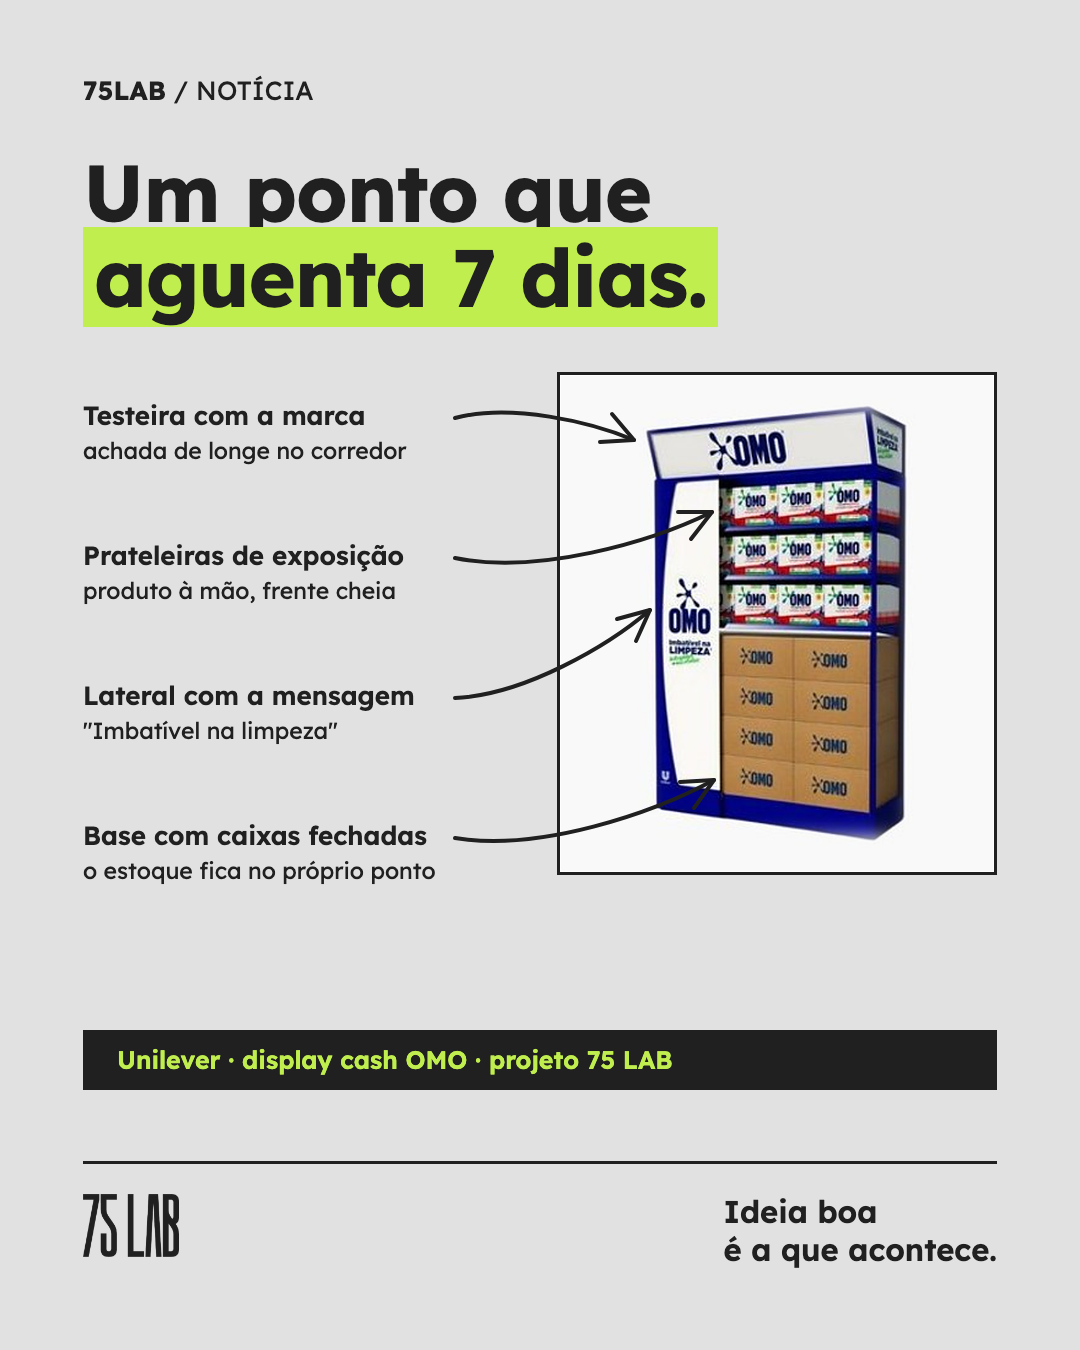 75LAB / NOTÍCIA
Um ponto que
aguenta 7 dias.
Testeira com a marca
achada de longe no corredor
Prateleiras de exposição
produto à mão, frente cheia
Lateral com a mensagem
"Imbatível na limpeza"
Base com caixas fechadas
o estoque fica no próprio ponto
OMO
Imbatível na
LIMPEZA
OMO OMO OMO
OMO OMO OMO
OMO OMO OMO
OMO
Imbatível na
LIMPEZA
OMO OMO
OMO OMO
OMO OMO
OMO OMO
Unilever · display cash OMO · projeto 75 LAB
75 LAB
Ideia boa
é a que acontece.